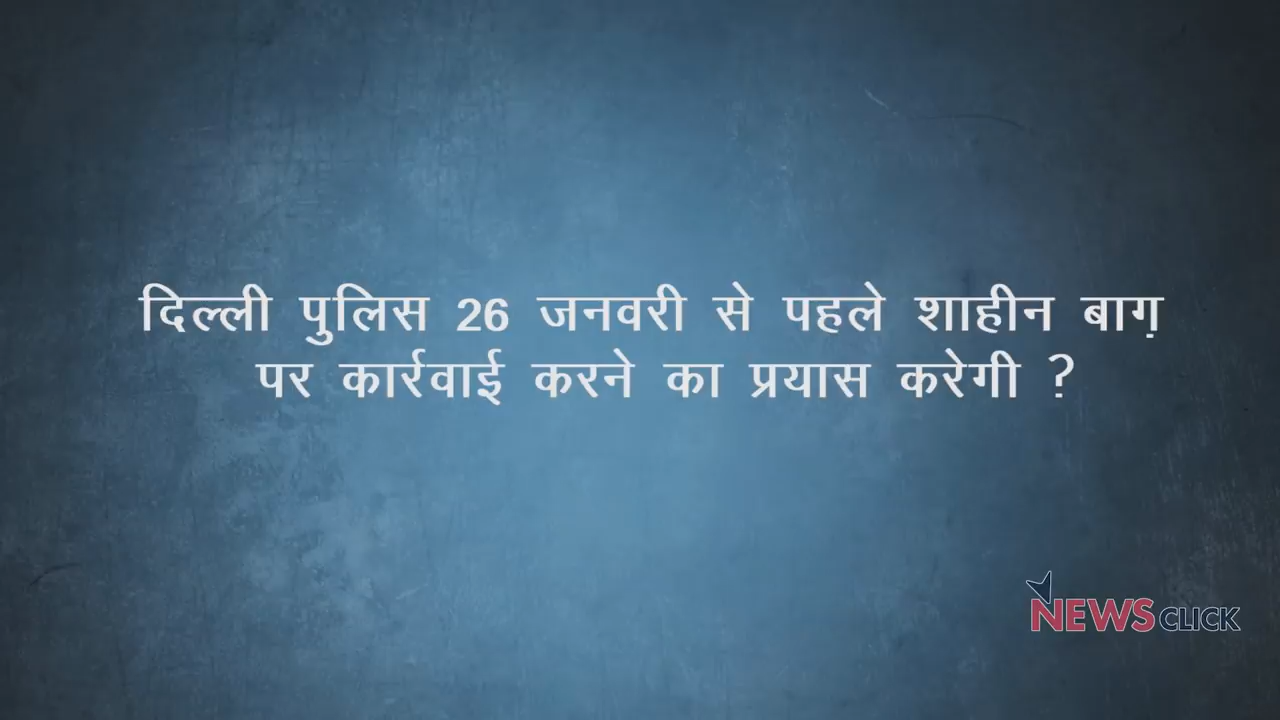 दिल्ली पुलिस 26 जनवरी से पहले शाहीन बाग़
पर कार्रवाई करने का प्रयास करेगी ?
NEWSCLICK